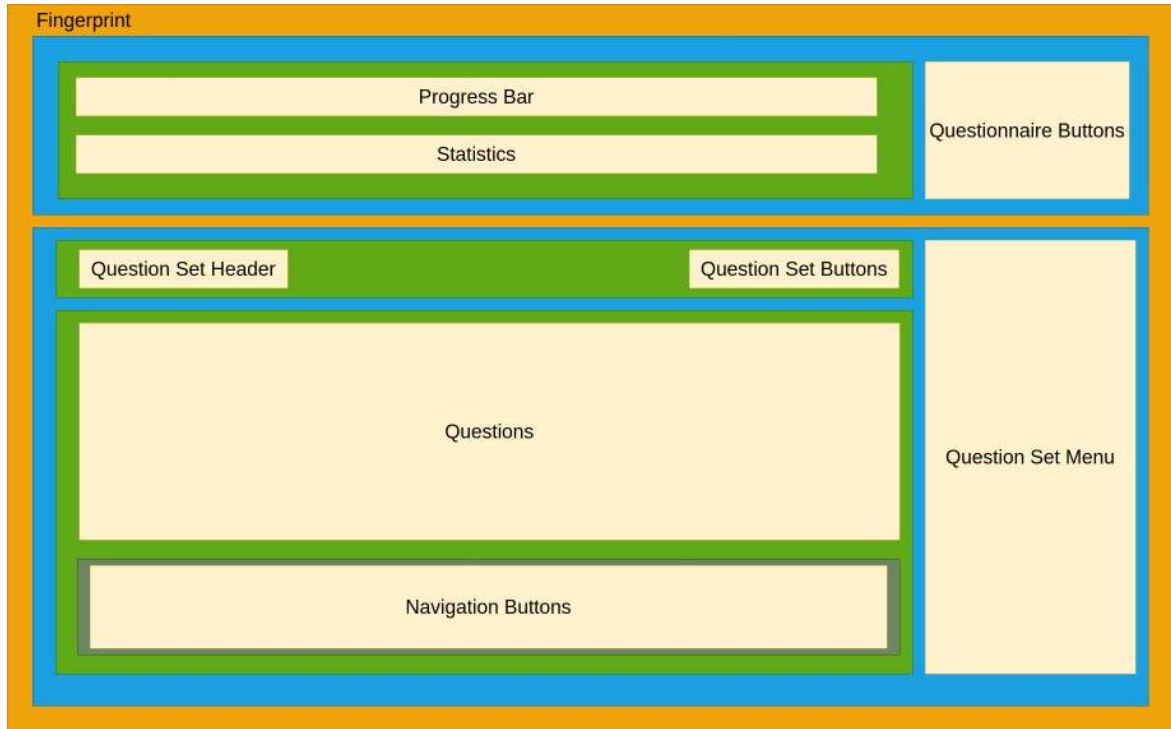 Fingerprint
Progress Bar
Statistics
Questionnaire Buttons
Question Set Header
Question Set Buttons
Questions
Navigation Buttons
Question Set Menu